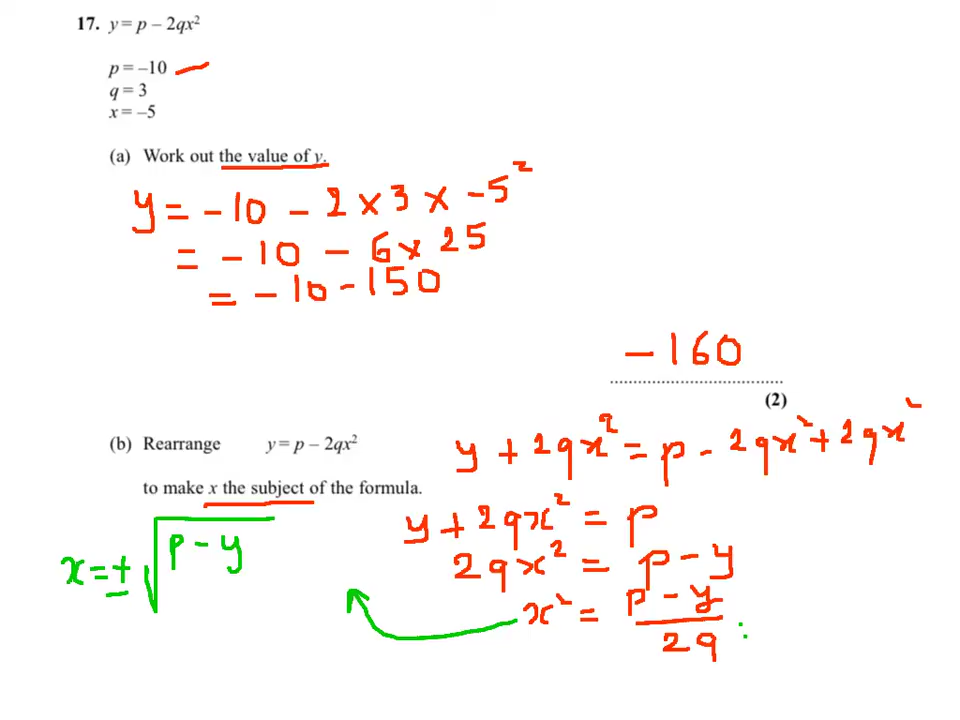 17. y = p – 2qx²
p = –10
q = 3
x = –5
(a) Work out the value of y.
y = -10 - 2 x 3 x -5²
= -10 - 6 x 25
= -10 - 150
-160
(2)
(b) Rearrange y = p – 2qx²
y + 2qx² = p - 2qx² + 2qx²
to make x the subject of the formula.
y + 2qx² = p
2qx² = p - y
x² = p - y / 2q
x = ± √ p - y